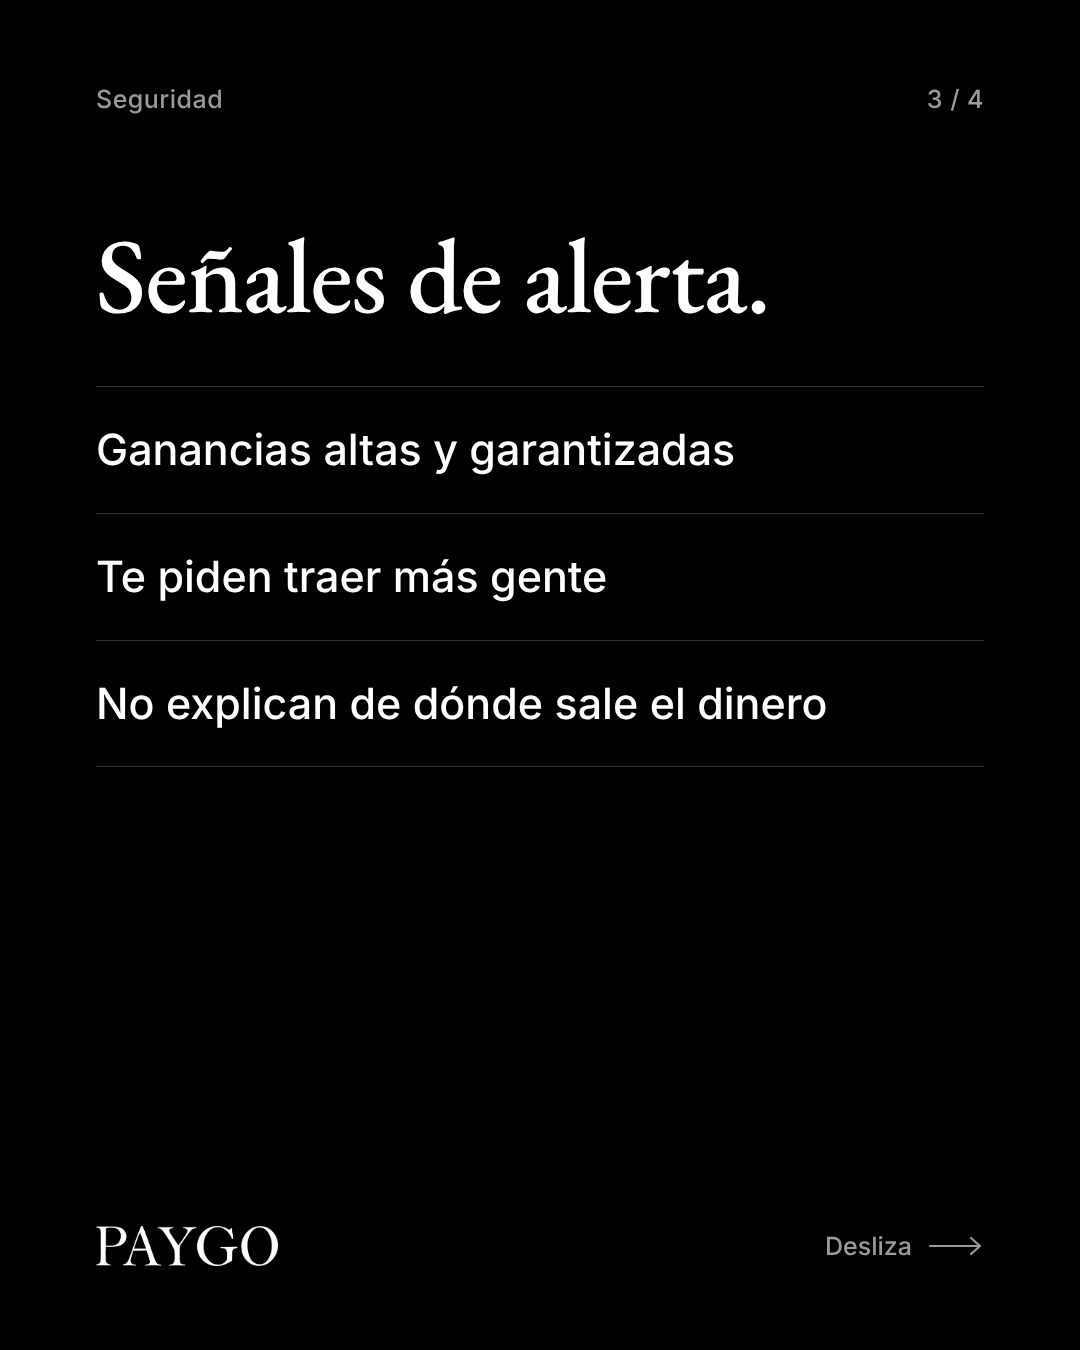 Seguridad
3 / 4
Señales de alerta.
Ganancias altas y garantizadas
Te piden traer más gente
No explican de dónde sale el dinero
PAYGO
Desliza